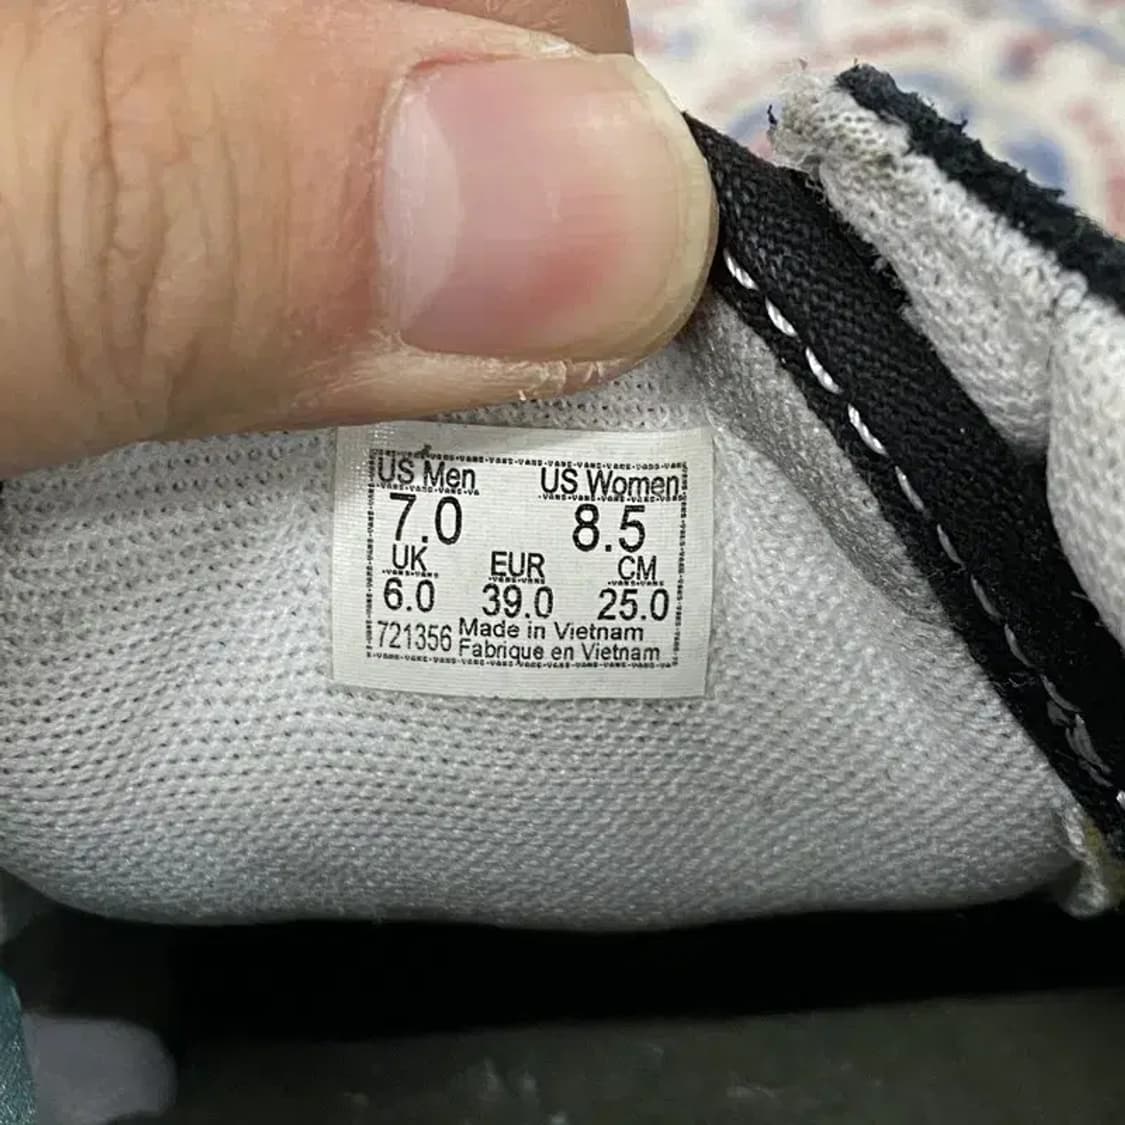 US Men US Women
7.0 8.5
UK EUR CM
6.0 39.0 25.0
721356 Made in Vietnam
Fabrique en Vietnam